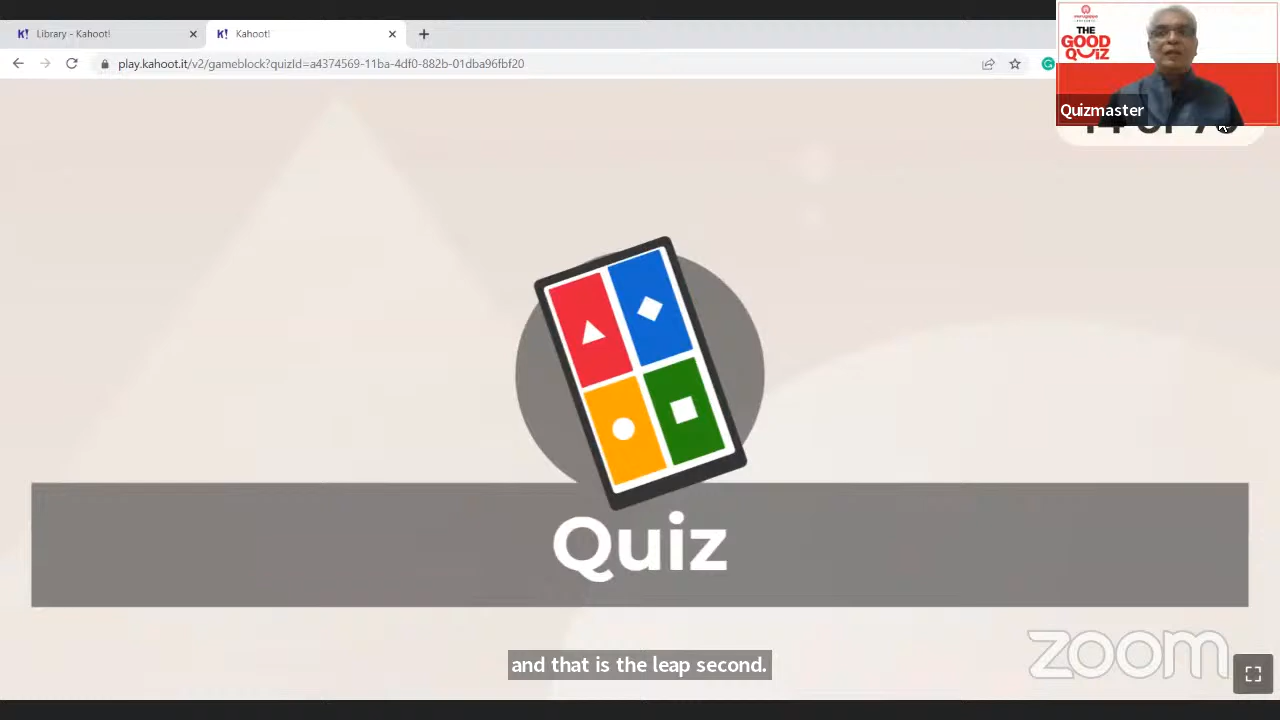 Library - Kahoot!
Kahoot!
play.kahoot.it/v2/gameblock?quizId=a4374569-11ba-4df0-882b-01dba96fbf20
THE
GOOD
QUIZ
Quizmaster
Quiz
and that is the leap second.
zoom